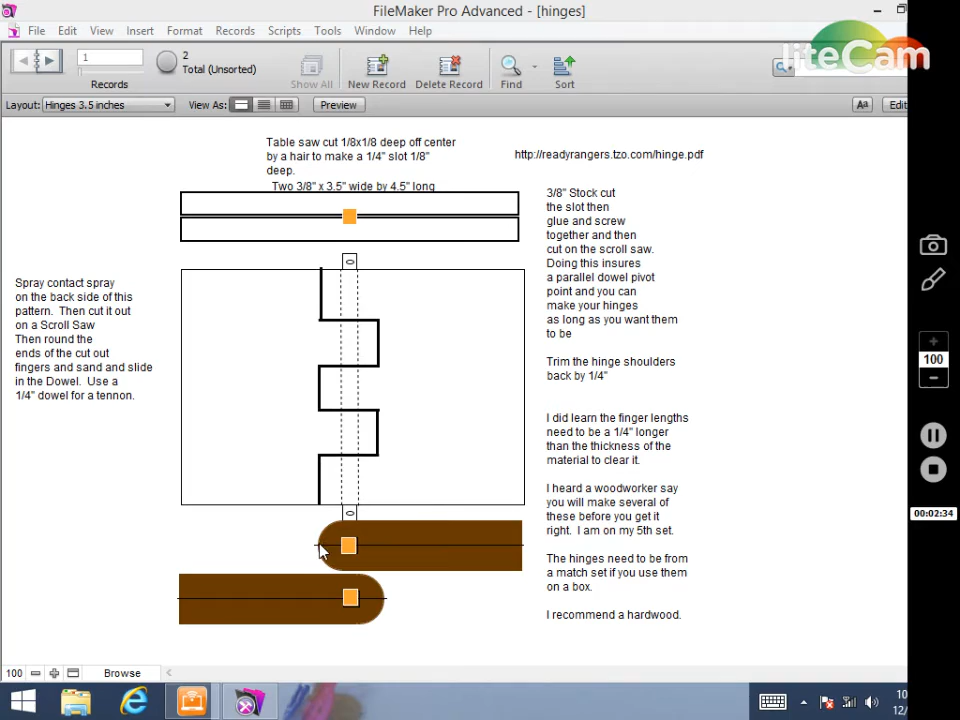 FileMaker Pro Advanced - [hinges]
File Edit View Insert Format Records Scripts Tools Window Help
liteCam
1
2
Total (Unsorted)
Records
Show All
New Record
Delete Record
Find
Sort
Layout: Hinges 3.5 inches
View As:
Preview
Aa
Edit
Table saw cut 1/8x1/8 deep off center
by a hair to make a 1/4" slot 1/8"
deep.
Two 3/8" x 3.5" wide by 4.5" long
http://readyrangers.tzo.com/hinge.pdf
3/8" Stock cut
the slot then
glue and screw
together and then
cut on the scroll saw.
Doing this insures
a parallel dowel pivot
point and you can
make your hinges
as long as you want them
to be
Trim the hinge shoulders
back by 1/4"
I did learn the finger lengths
need to be a 1/4" longer
than the thickness of the
material to clear it.
I heard a woodworker say
you will make several of
these before you get it
right. I am on my 5th set.
The hinges need to be from
a match set if you use them
on a box.
I recommend a hardwood.
Spray contact spray
on the back side of this
pattern. Then cut it out
on a Scroll Saw
Then round the
ends of the cut out
fingers and sand and slide
in the Dowel. Use a
1/4" dowel for a tennon.
0
0
100
00:02:34
100
Browse
10
12/